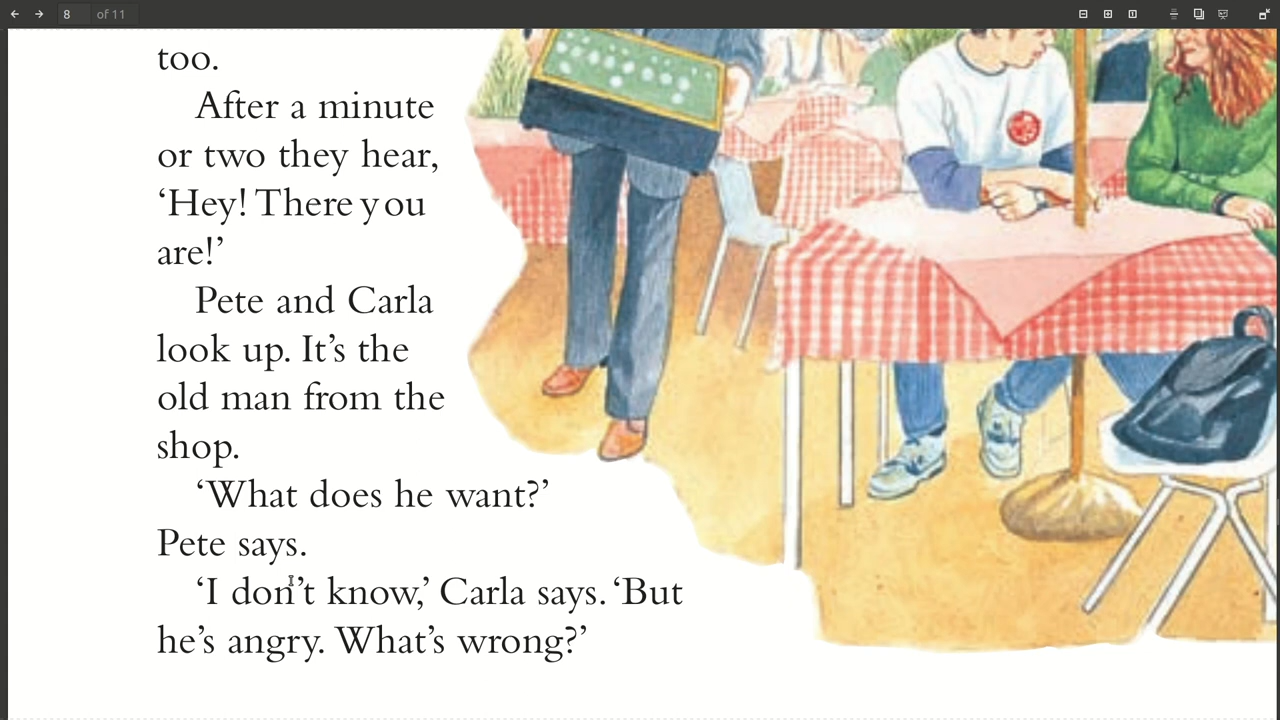 8 of 11
too.
After a minute
or two they hear,
‘Hey! There you
are!’
Pete and Carla
look up. It’s the
old man from the
shop.
‘What does he want?’
Pete says.
‘I don’t know,’ Carla says. ‘But
he’s angry. What’s wrong?’